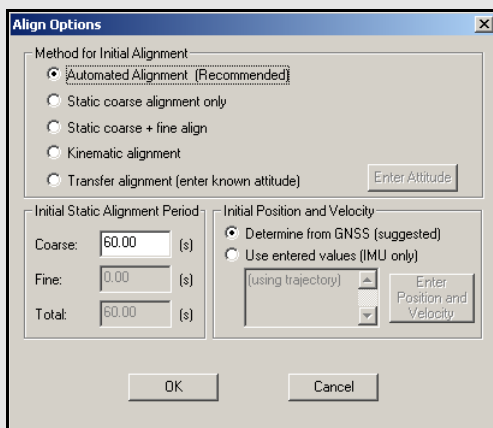 Align Options
Method for Initial Alignment
Automated Alignment (Recommended)
Static coarse alignment only
Static coarse + fine align
Kinematic alignment
Transfer alignment (enter known attitude)
Enter Attitude
Initial Static Alignment Period
Coarse: 60.00 (s)
Fine: 0.00 (s)
Total: 60.00 (s)
Initial Position and Velocity
Determine from GNSS (suggested)
Use entered values (IMU only)
(using trajectory)
Enter
Position and
Velocity
OK
Cancel